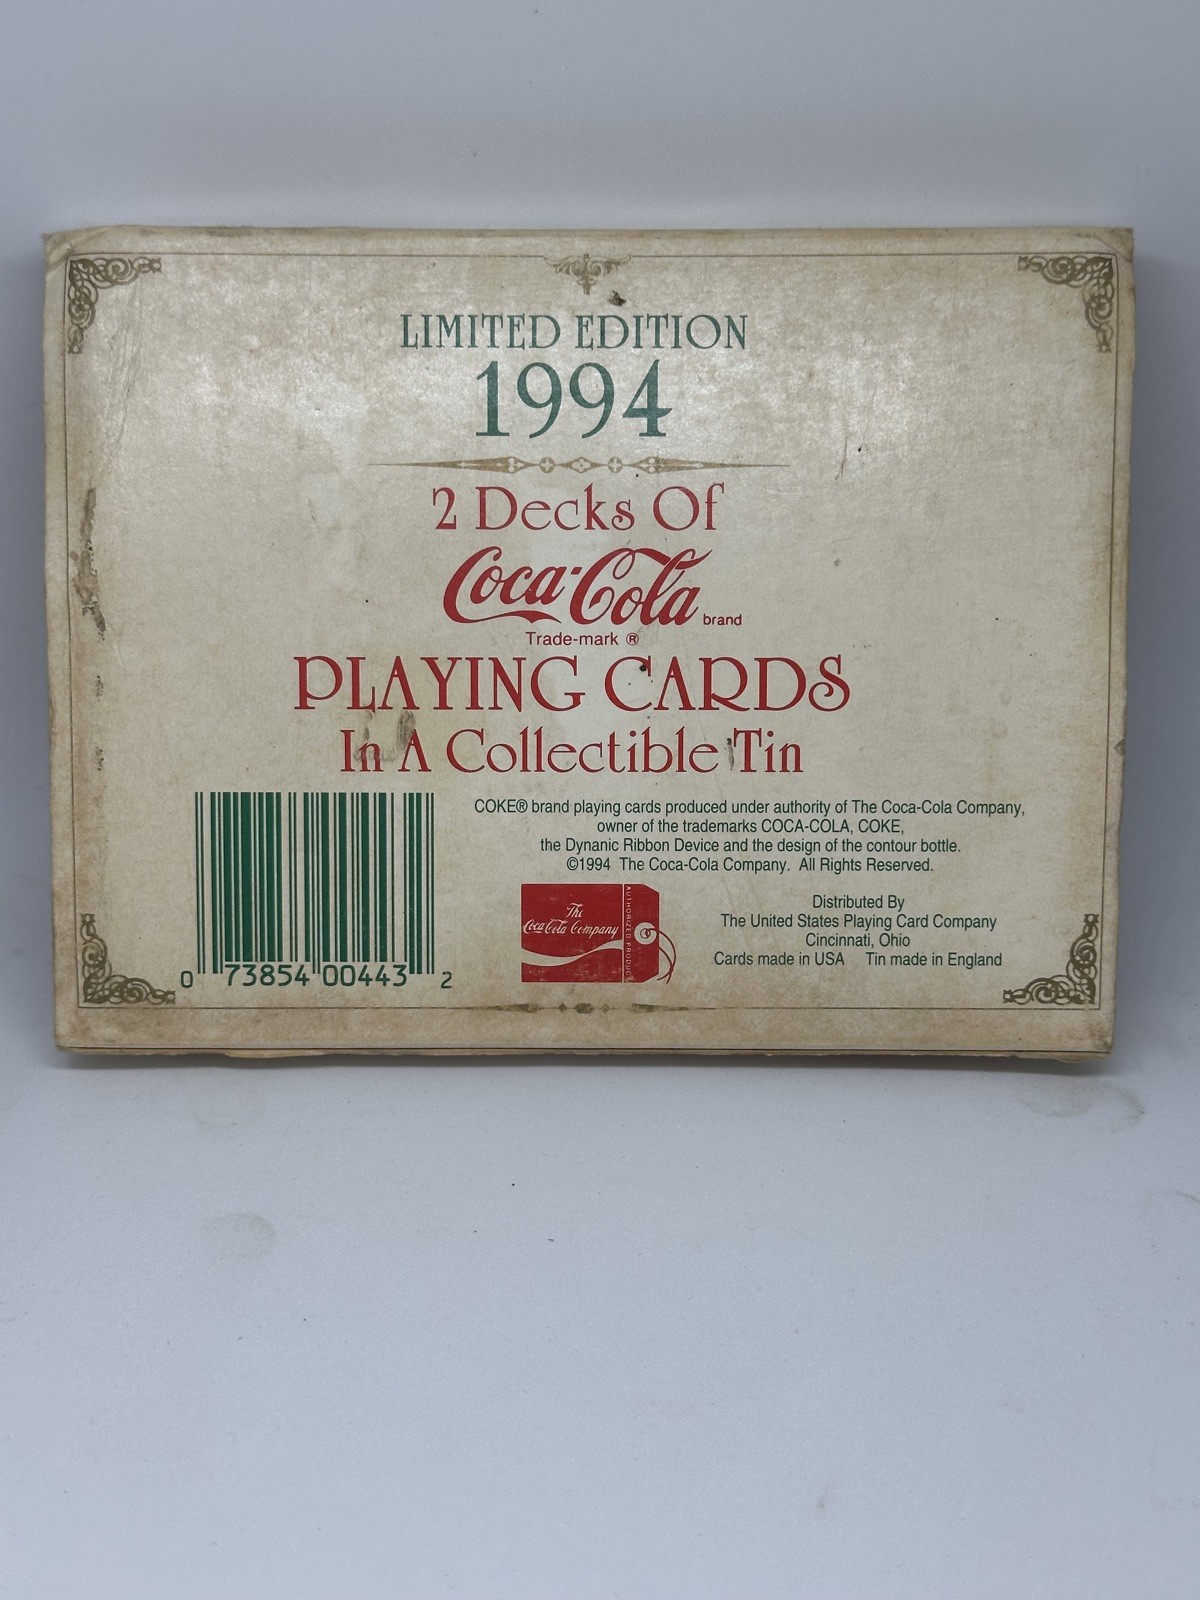 LIMITED EDITION
1994
2 Decks Of
Coca-Cola brand
Trade-mark ®
PLAYING CARDS
In A Collectible Tin
COKE® brand playing cards produced under authority of The Coca-Cola Company,
owner of the trademarks COCA-COLA, COKE,
the Dynanic Ribbon Device and the design of the contour bottle.
©1994 The Coca-Cola Company. All Rights Reserved.
The
Coca-Cola Company
AUTHORIZED PRODUCT
Distributed By
The United States Playing Card Company
Cincinnati, Ohio
Cards made in USA Tin made in England
0 73854 00443 2